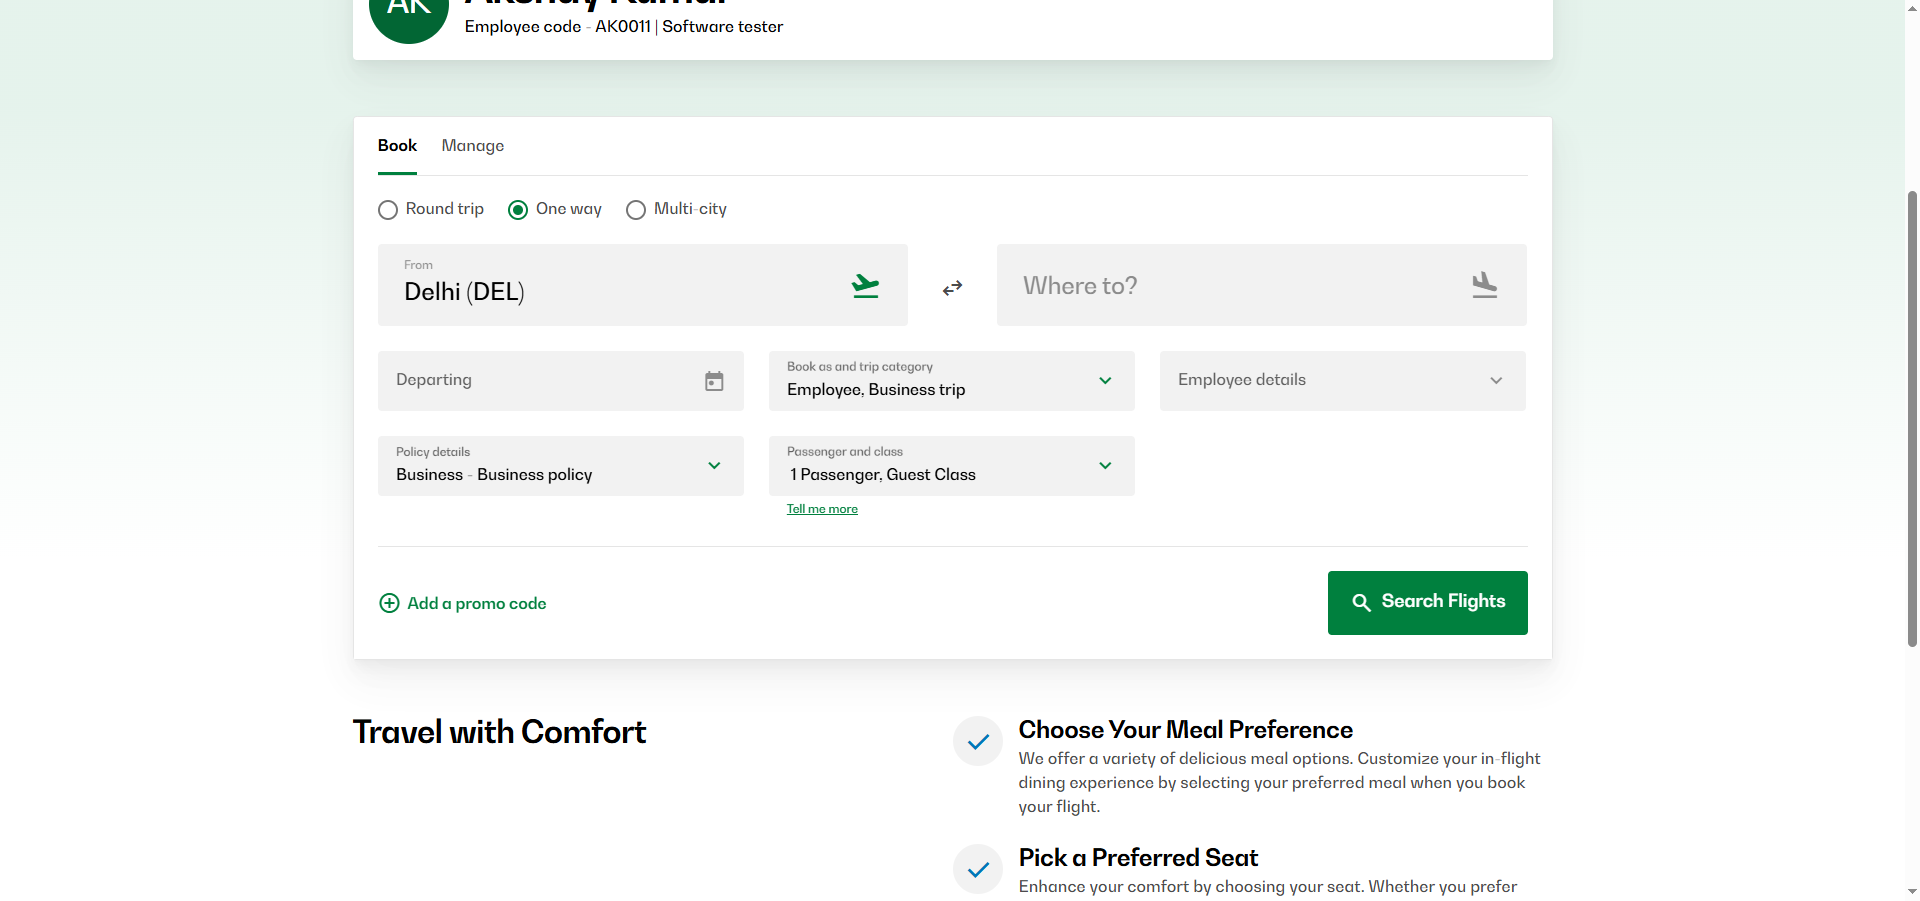 AK
Akshay Kumar
Employee code - AK0011 | Software tester
Book
Manage
Round trip
One way
Multi-city
From
Delhi (DEL)
Where to?
Departing
Book as and trip category
Employee, Business trip
Employee details
Policy details
Business - Business policy
Passenger and class
1 Passenger, Guest Class
Tell me more
Add a promo code
Search Flights
Travel with Comfort
Choose Your Meal Preference
We offer a variety of delicious meal options. Customize your in-flight
dining experience by selecting your preferred meal when you book
your flight.
Pick a Preferred Seat
Enhance your comfort by choosing your seat. Whether you prefer